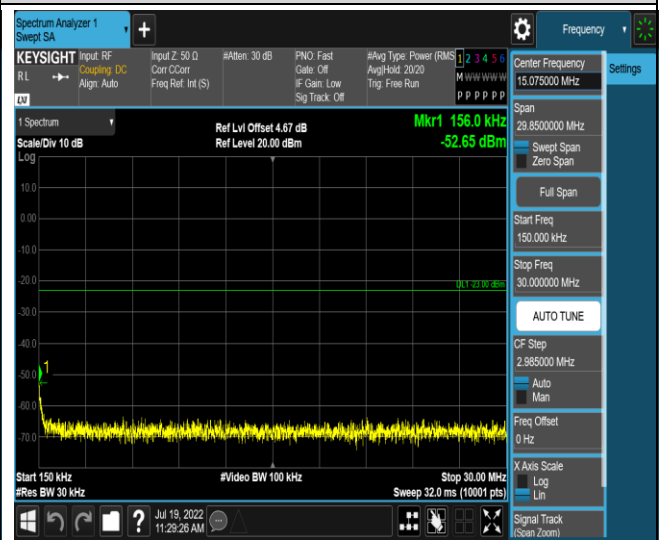 Spectrum Analyzer 1
Swept SA
+
Frequency
KEYSIGHT
RL
LXI
Input: RF
Coupling: DC
Align: Auto
Input Z: 50 Ω
Corr CCorr
Freq Ref: Int (S)
#Atten: 30 dB
PNO: Fast
Gate: Off
IF Gain: Low
Sig Track: Off
#Avg Type: Power (RMS
Avg|Hold: 20/20
Trig: Free Run
1 2 3 4 5 6
M W W W W W
P P P P P P
1 Spectrum
Scale/Div 10 dB
Ref Lvl Offset 4.67 dB
Ref Level 20.00 dBm
Mkr1 156.0 kHz
-52.65 dBm
Log
10.0
0.00
-10.0
-20.0
-30.0
-40.0
-50.0
-60.0
-70.0
DL1 -23.00 dBm
1
Start 150 kHz
#Res BW 30 kHz
#Video BW 100 kHz
Stop 30.00 MHz
Sweep 32.0 ms (10001 pts)
?
Jul 19, 2022
11:29:26 AM
Center Frequency
15.075000 MHz
Span
29.8500000 MHz
Swept Span
Zero Span
Full Span
Start Freq
150.000 kHz
Stop Freq
30.000000 MHz
AUTO TUNE
CF Step
2.985000 MHz
Auto
Man
Freq Offset
0 Hz
X Axis Scale
Log
Lin
Signal Track
(Span Zoom)
Settings